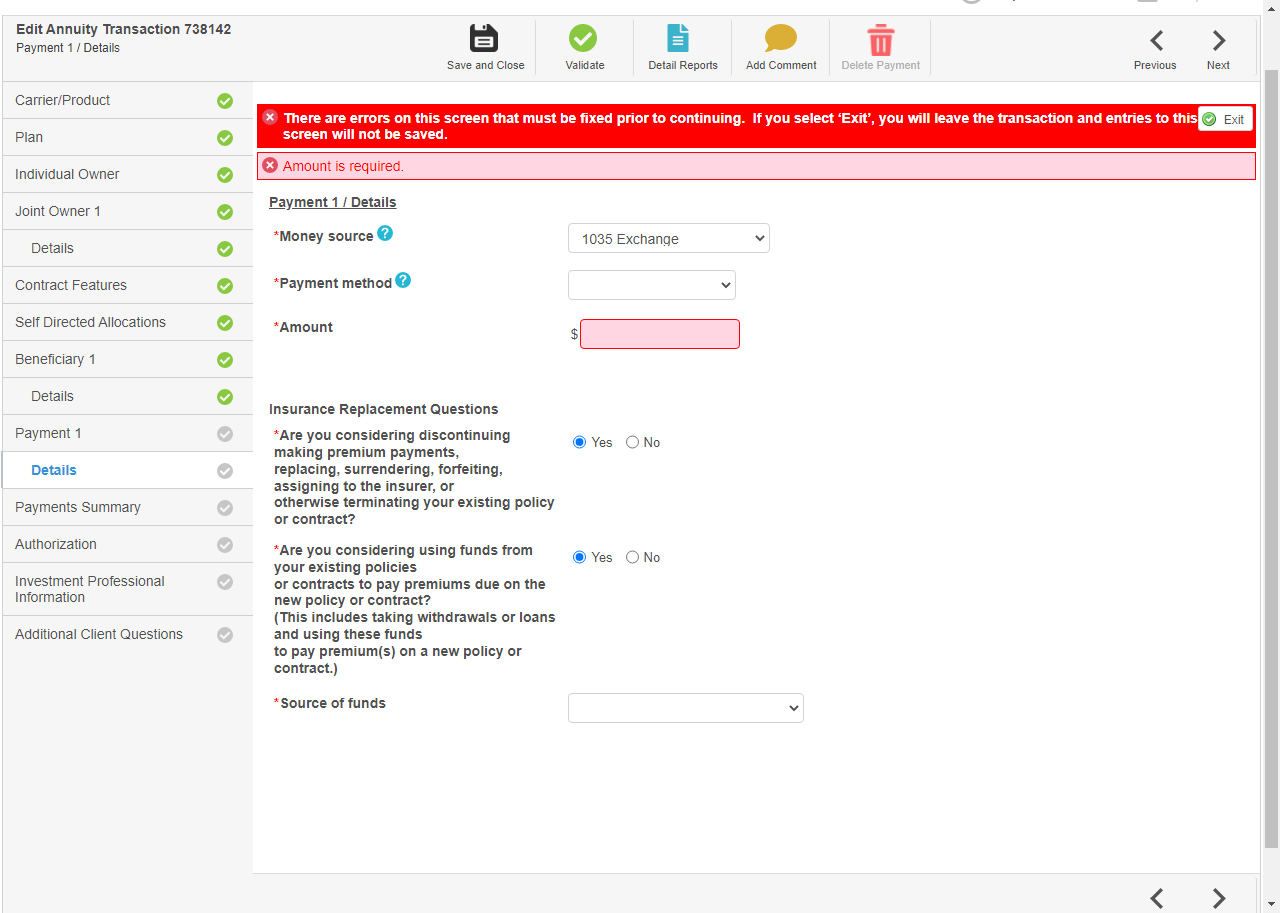 Edit Annuity Transaction 738142
Payment 1 / Details
Save and Close
Validate
Detail Reports
Add Comment
Delete Payment
Previous
Next
Carrier/Product
Plan
Individual Owner
Joint Owner 1
Details
Contract Features
Self Directed Allocations
Beneficiary 1
Details
Payment 1
Details
Payments Summary
Authorization
Investment Professional
Information
Additional Client Questions
There are errors on this screen that must be fixed prior to continuing.  If you select ‘Exit’, you will leave the transaction and entries to this
screen will not be saved.
Exit
Amount is required.
Payment 1 / Details
*Money source ?
1035 Exchange
*Payment method ?
*Amount
$
Insurance Replacement Questions
*Are you considering discontinuing
making premium payments,
replacing, surrendering, forfeiting,
assigning to the insurer, or
otherwise terminating your existing policy
or contract?
Yes No
*Are you considering using funds from
your existing policies
or contracts to pay premiums due on the
new policy or contract?
(This includes taking withdrawals or loans
and using these funds
to pay premium(s) on a new policy or
contract.)
Yes No
*Source of funds